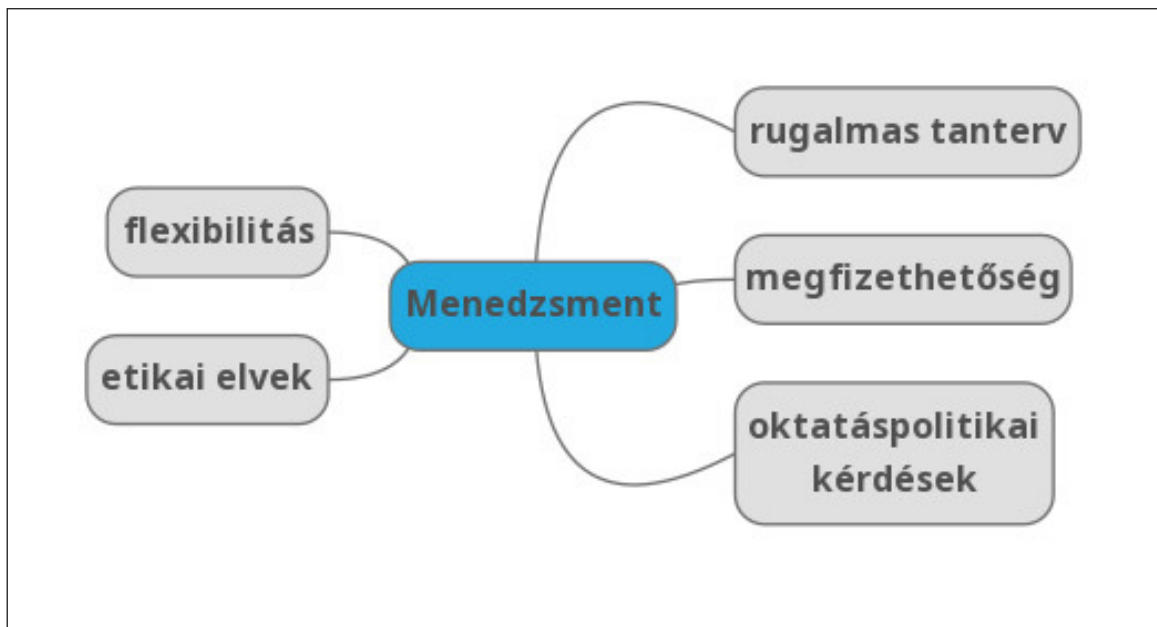 rugalmas tanterv
flexibilitás
megfizethetőség
Menedzsment
etikai elvek
oktatáspolitikai
kérdések